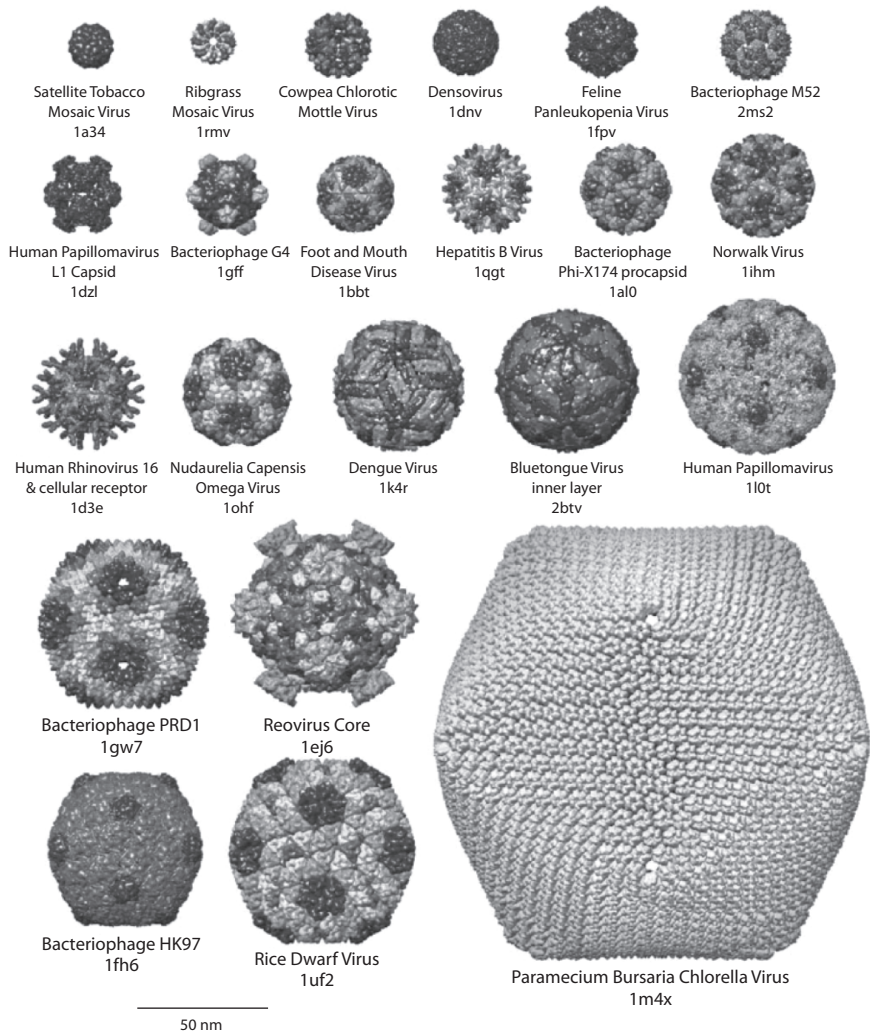 Satellite Tobacco
Mosaic Virus
1a34
Ribgrass
Mosaic Virus
1rmv
Cowpea Chlorotic
Mottle Virus
Densovirus
1dnv
Feline
Panleukopenia Virus
1fpv
Bacteriophage M52
2ms2
Human Papillomavirus
L1 Capsid
1dzl
Bacteriophage G4
1gff
Foot and Mouth
Disease Virus
1bbt
Hepatitis B Virus
1qgt
Bacteriophage
Phi-X174 procapsid
1al0
Norwalk Virus
1ihm
Human Rhinovirus 16
& cellular receptor
1d3e
Nudaurelia Capensis
Omega Virus
1ohf
Dengue Virus
1k4r
Bluetongue Virus
inner layer
2btv
Human Papillomavirus
1l0t
Bacteriophage PRD1
1gw7
Reovirus Core
1ej6
Bacteriophage HK97
1fh6
Rice Dwarf Virus
1uf2
Paramecium Bursaria Chlorella Virus
1m4x
50 nm